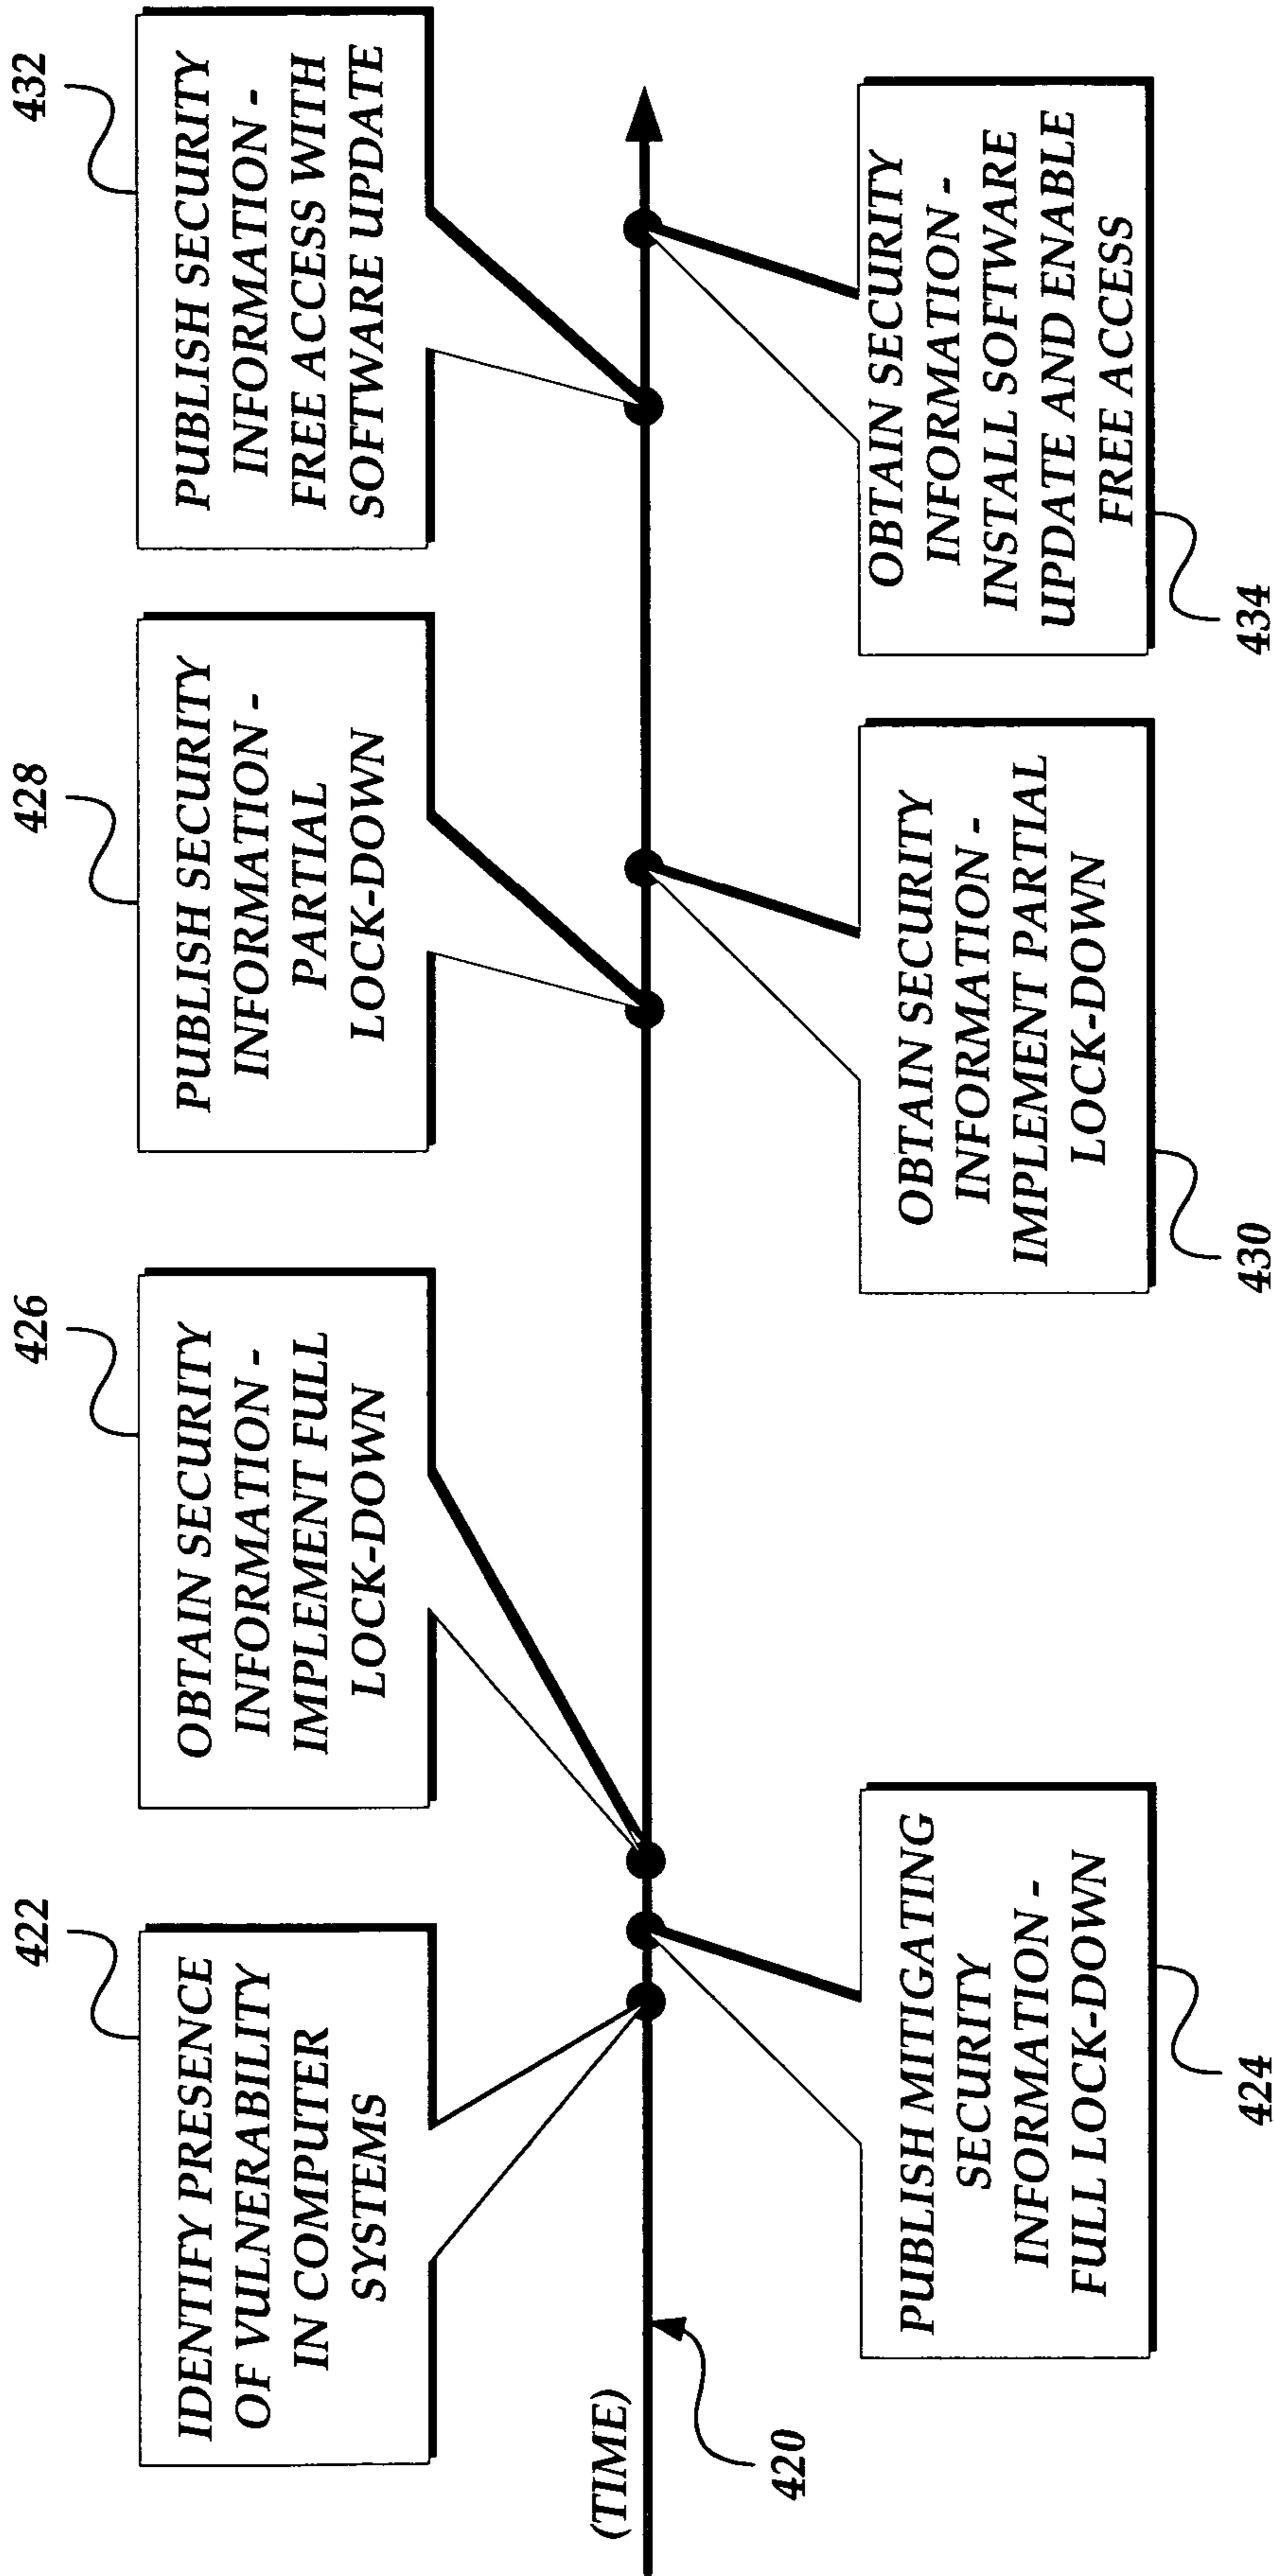 422
IDENTIFY PRESENCE
OF VULNERABILITY
IN COMPUTER
SYSTEMS
426
OBTAIN SECURITY
INFORMATION -
IMPLEMENT FULL
LOCK-DOWN
428
PUBLISH SECURITY
INFORMATION -
PARTIAL
LOCK-DOWN
432
PUBLISH SECURITY
INFORMATION -
FREE ACCESS WITH
SOFTWARE UPDATE
(TIME)
420
PUBLISH MITIGATING
SECURITY
INFORMATION -
FULL LOCK-DOWN
424
OBTAIN SECURITY
INFORMATION -
IMPLEMENT PARTIAL
LOCK-DOWN
430
OBTAIN SECURITY
INFORMATION -
INSTALL SOFTWARE
UPDATE AND ENABLE
FREE ACCESS
434